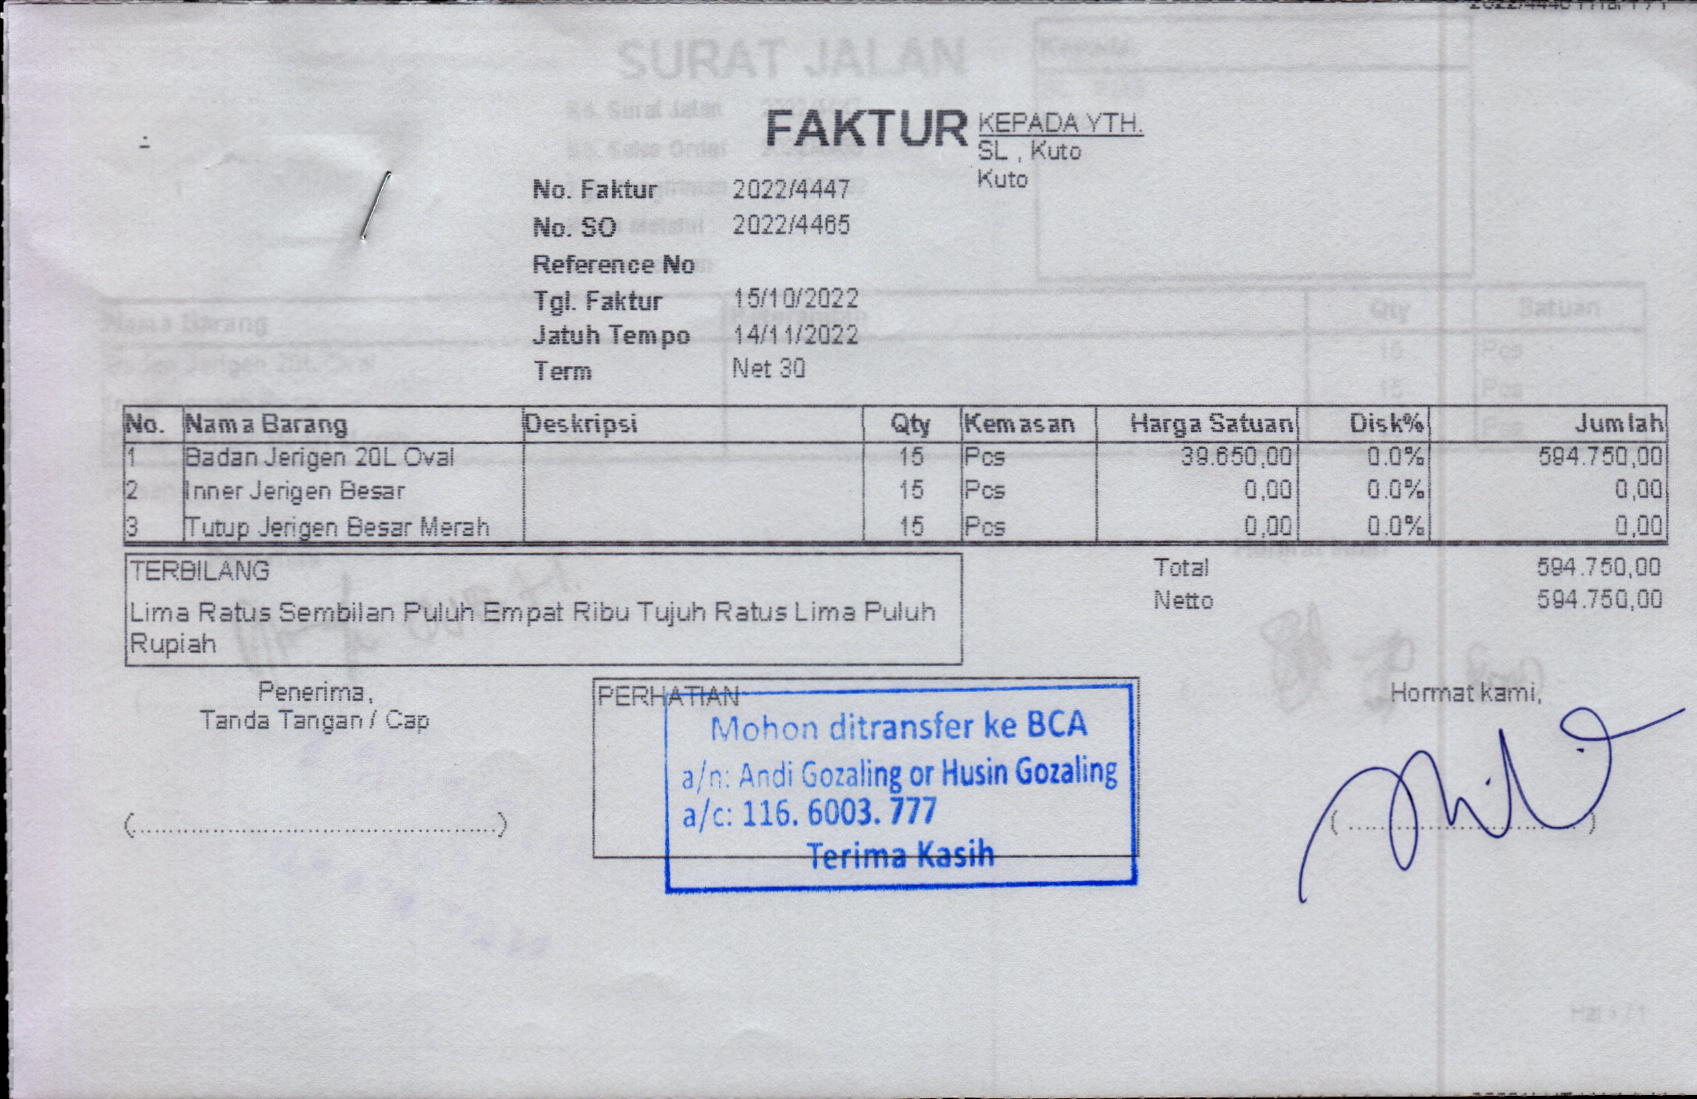 SURAT JALAN
FAKTUR
KEPADA YTH.
SL , Kuto
Kuto
No. Faktur 2022/4447
No. SO 2022/4465
Reference No
Tgl. Faktur 15/10/2022
Jatuh Tempo 14/11/2022
Term Net 30
No. Nama Barang Deskripsi Qty Kemasan Harga Satuan Disk% Jumlah
1 Badan Jerigen 20L Oval 15 Pcs 39.650,00 0.0% 594.750,00
2 Inner Jerigen Besar 15 Pcs 0,00 0.0% 0,00
3 Tutup Jerigen Besar Merah 15 Pcs 0,00 0.0% 0,00
TERBILANG
Lima Ratus Sembilan Puluh Empat Ribu Tujuh Ratus Lima Puluh
Rupiah
Total 594.750,00
Netto 594.750,00
Penerima,
Tanda Tangan / Cap
PERHATIAN
Mohon ditransfer ke BCA
a/n: Andi Gozaling or Husin Gozaling
a/c: 116. 6003. 777
Terima Kasih
Hormat kami,